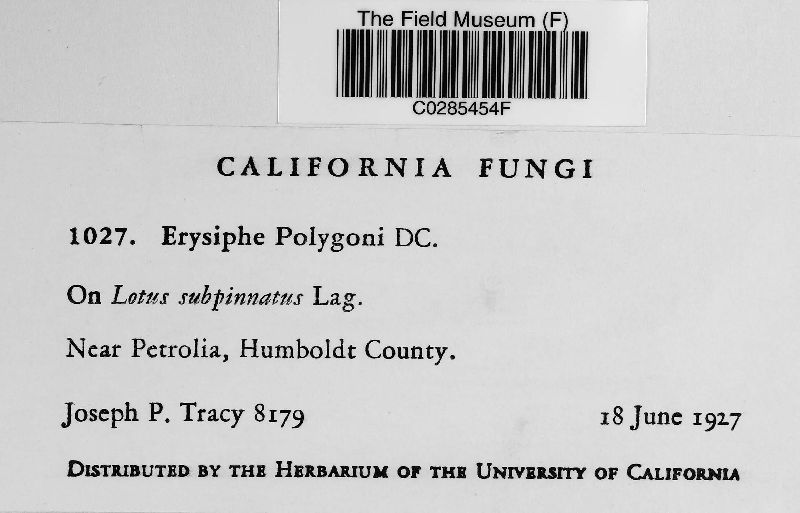 The Field Museum (F)
C0285454F
CALIFORNIA FUNGI
1027. Erysiphe Polygoni DC.
On Lotus subpinnatus Lag.
Near Petrolia, Humboldt County.
Joseph P. Tracy 8179 18 June 1927
DISTRIBUTED BY THE HERBARIUM OF THE UNIVERSITY OF CALIFORNIA